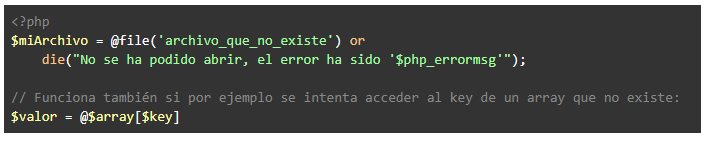 <?php
$miArchivo = @file('archivo_que_no_existe') or
    die("No se ha podido abrir, el error ha sido '$php_errormsg'");

// Funciona también si por ejemplo se intenta acceder al key de un array que no existe:
$valor = @$array[$key]